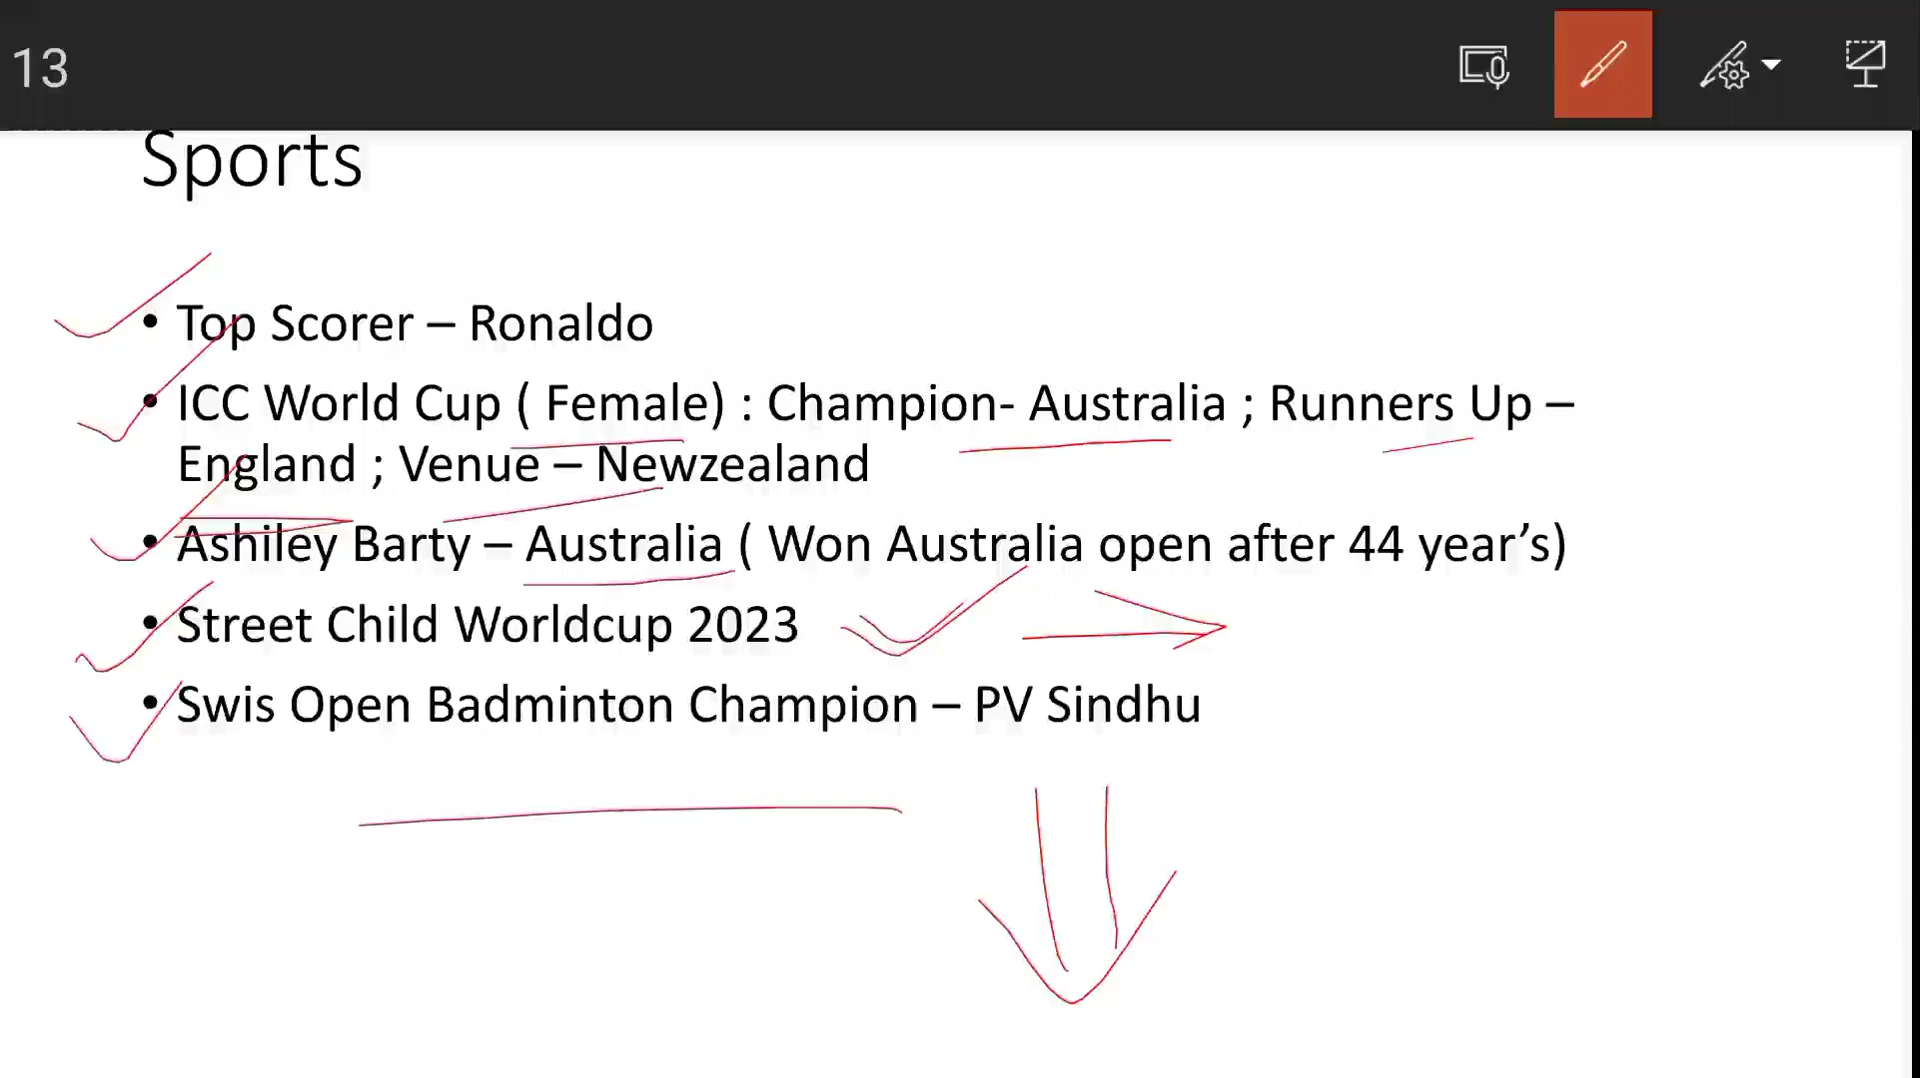 13
Sports
• Top Scorer – Ronaldo
• ICC World Cup ( Female) : Champion- Australia ; Runners Up –
England ; Venue – Newzealand
• Ashiley Barty – Australia ( Won Australia open after 44 year’s)
• Street Child Worldcup 2023
• Swis Open Badminton Champion – PV Sindhu